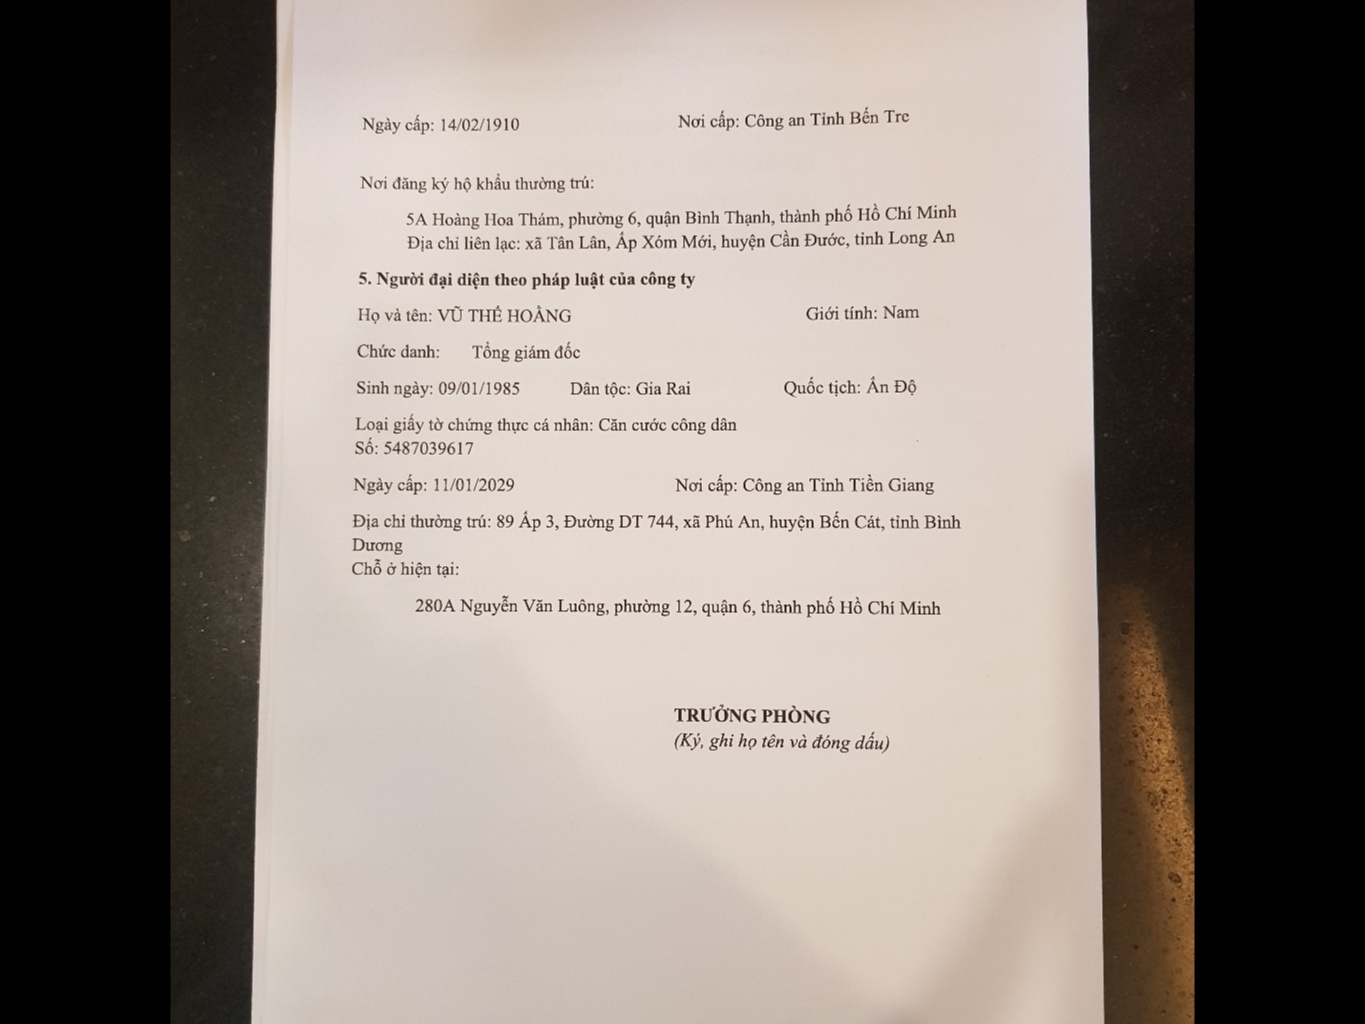 Ngày cấp: 14/02/1910 Nơi cấp: Công an Tỉnh Bến Tre
Nơi đăng ký hộ khẩu thường trú:
5A Hoàng Hoa Thám, phường 6, quận Bình Thạnh, thành phố Hồ Chí Minh
Địa chỉ liên lạc: xã Tân Lân, Ấp Xóm Mới, huyện Cần Đước, tỉnh Long An
5. Người đại diện theo pháp luật của công ty
Họ và tên: VŨ THẾ HOÀNG Giới tính: Nam
Chức danh: Tổng giám đốc
Sinh ngày: 09/01/1985 Dân tộc: Gia Rai Quốc tịch: Ấn Độ
Loại giấy tờ chứng thực cá nhân: Căn cước công dân
Số: 5487039617
Ngày cấp: 11/01/2029 Nơi cấp: Công an Tỉnh Tiền Giang
Địa chỉ thường trú: 89 Ấp 3, Đường DT 744, xã Phú An, huyện Bến Cát, tỉnh Bình
Dương
Chỗ ở hiện tại:
280A Nguyễn Văn Luông, phường 12, quận 6, thành phố Hồ Chí Minh
TRƯỞNG PHÒNG
(Ký, ghi họ tên và đóng dấu)